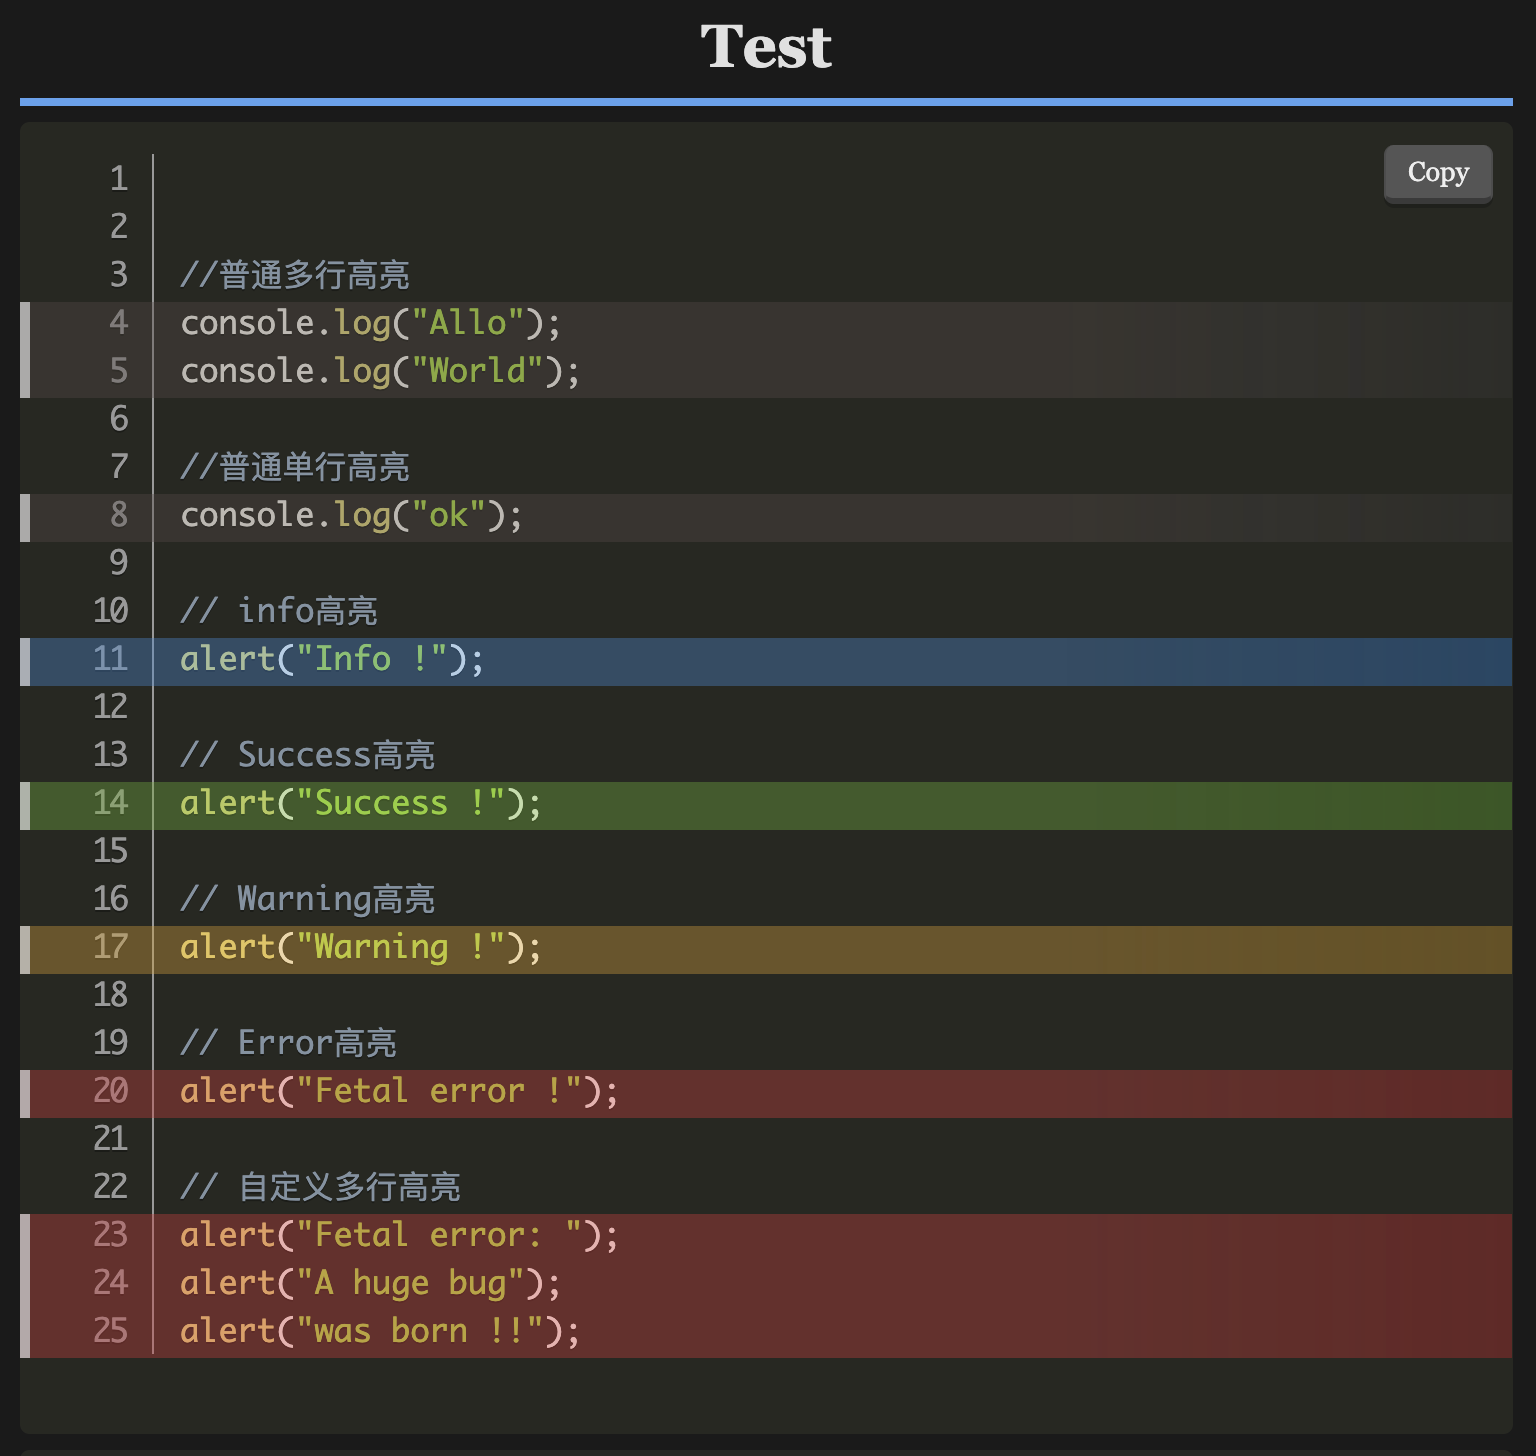 Test
Copy
1
2
3 //普通多行高亮
4 console.log("Allo");
5 console.log("World");
6
7 //普通单行高亮
8 console.log("ok");
9
10 // info高亮
11 alert("Info !");
12
13 // Success高亮
14 alert("Success !");
15
16 // Warning高亮
17 alert("Warning !");
18
19 // Error高亮
20 alert("Fetal error !");
21
22 // 自定义多行高亮
23 alert("Fetal error: ");
24 alert("A huge bug");
25 alert("was born !!");